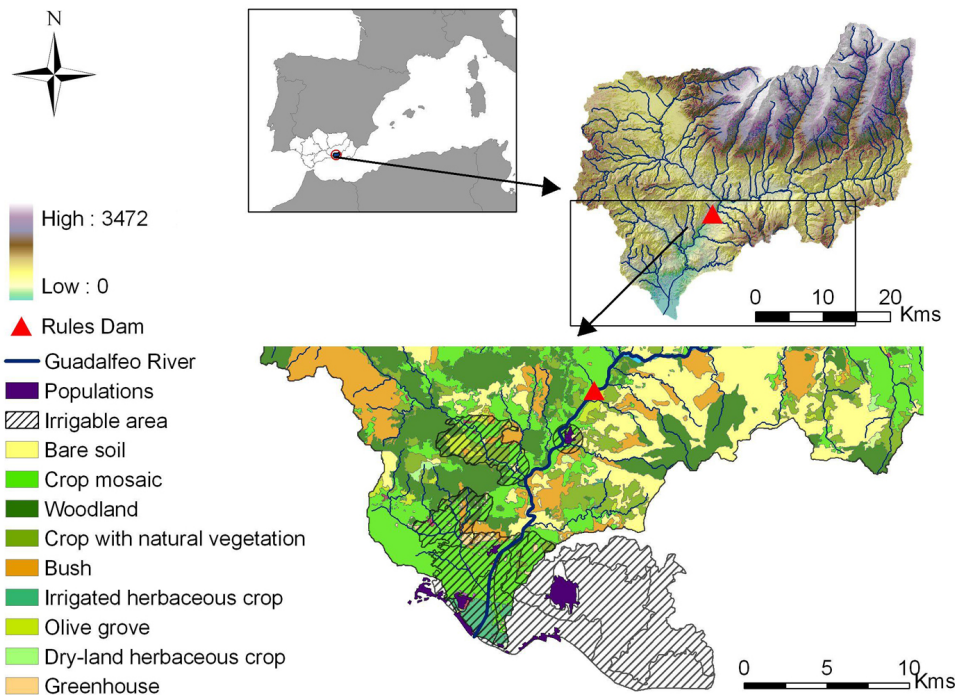 N
High : 3472
Low : 0
Rules Dam
Guadalfeo River
Populations
Irrigable area
Bare soil
Crop mosaic
Woodland
Crop with natural vegetation
Bush
Irrigated herbaceous crop
Olive grove
Dry-land herbaceous crop
Greenhouse
0 10 20
Kms
0 5 10
Kms